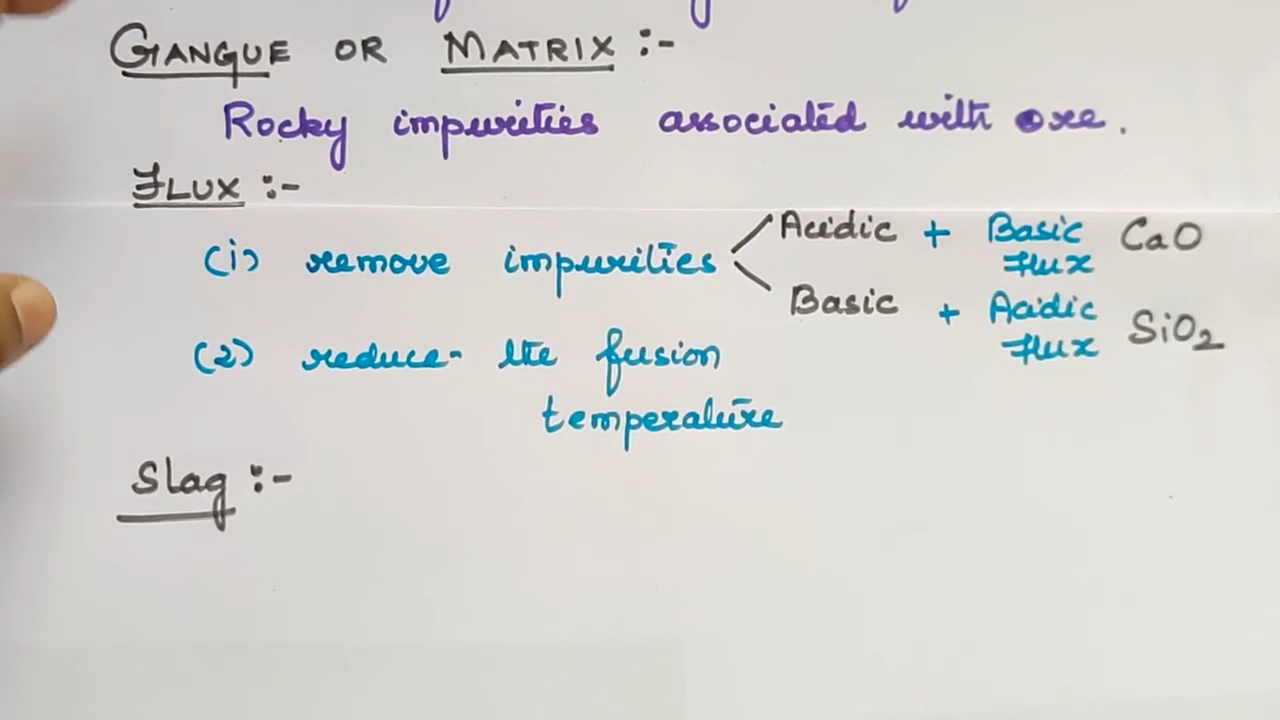 GANGUE OR MATRIX :-
Rocky impurities associated with ore.
FLUX :-
(i) remove impurities Acidic + Basic Flux CaO
Basic + Acidic Flux SiO₂
(2) reduce the fusion
temperature
Slag :-